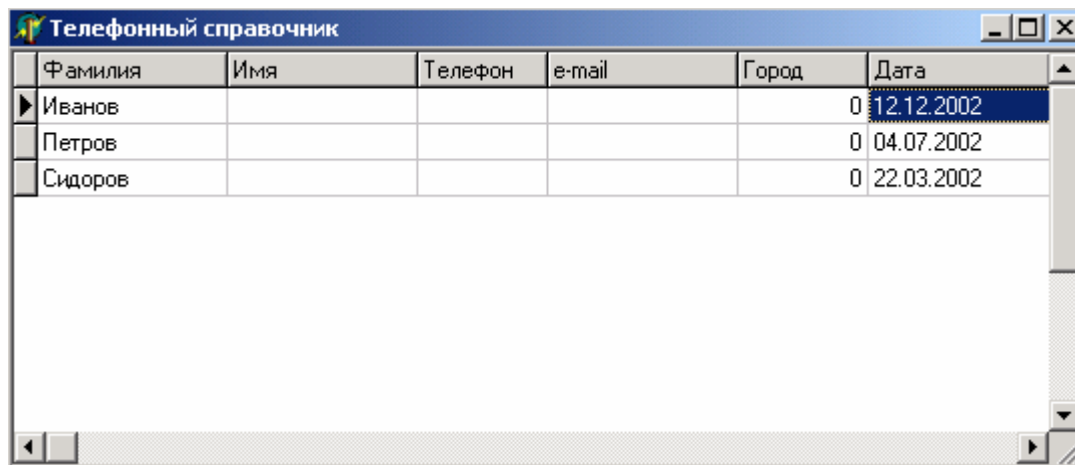 Телефонный справочник
Фамилия Имя Телефон e-mail Город Дата
Иванов 0 12.12.2002
Петров 0 04.07.2002
Сидоров 0 22.03.2002